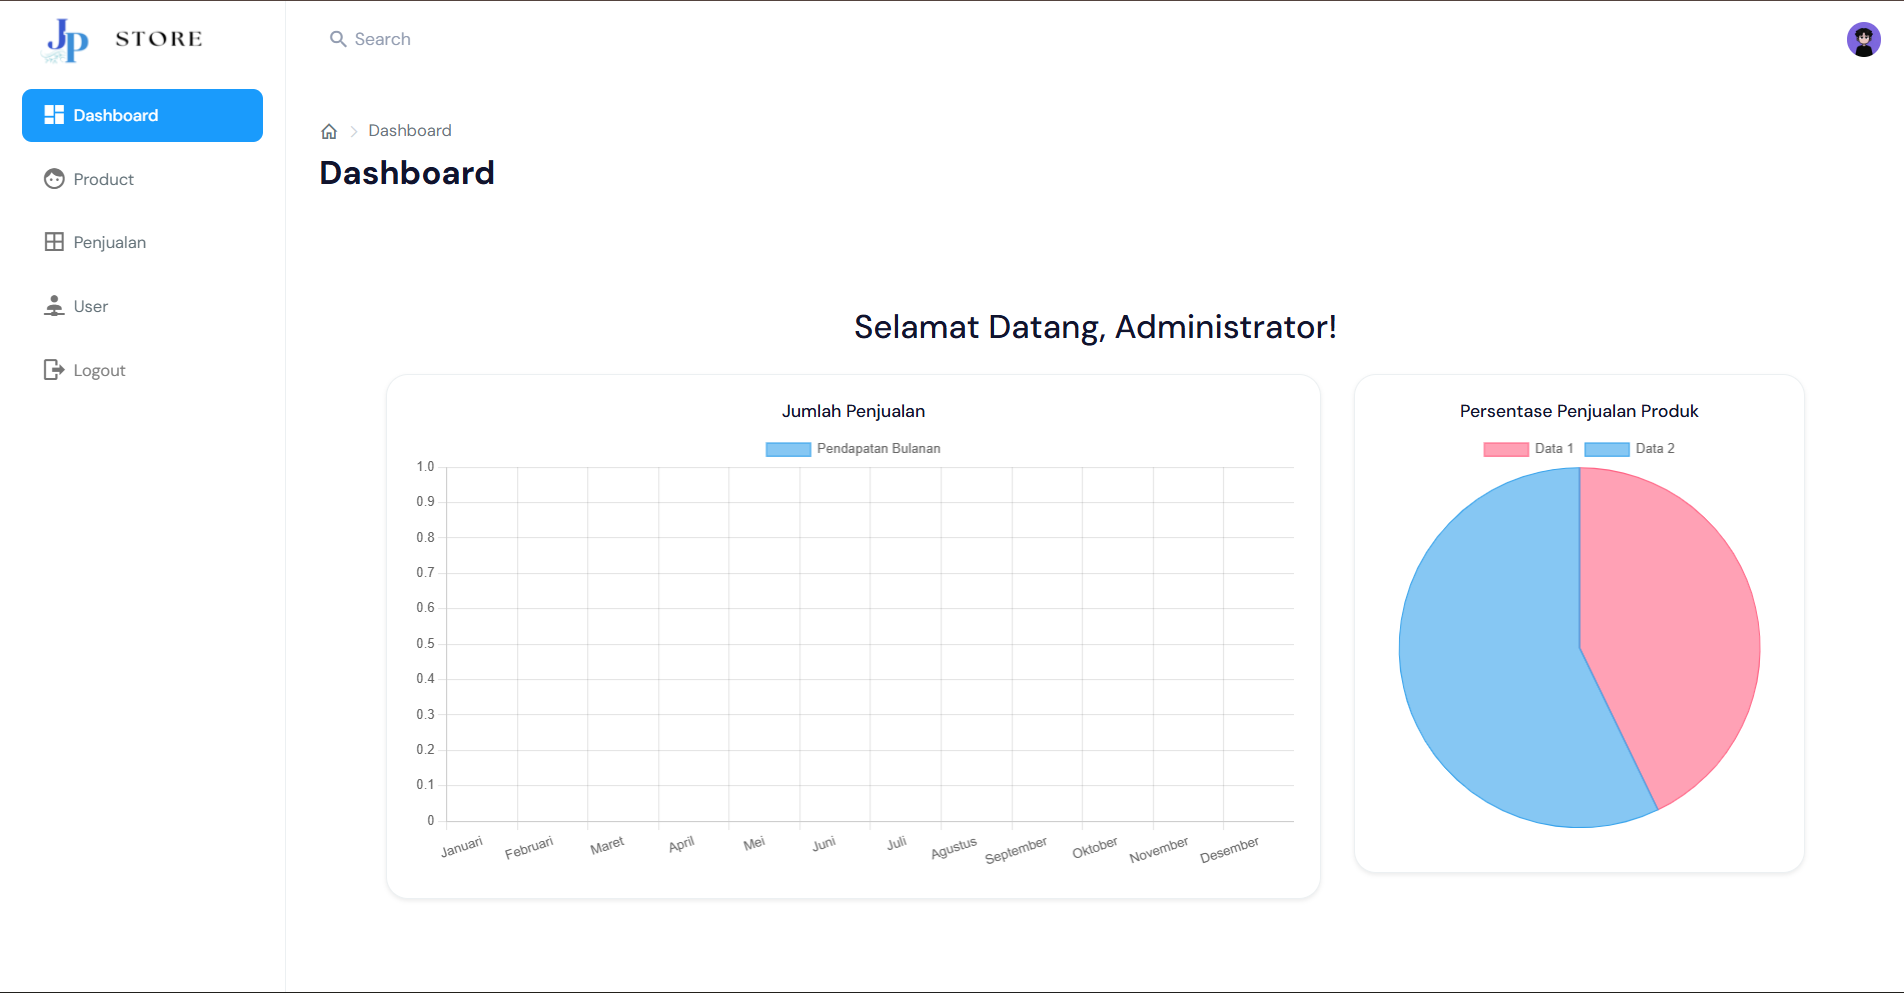 JP STORE
Search
Dashboard
Product
Penjualan
User
Logout
Dashboard
Dashboard
Selamat Datang, Administrator!
Jumlah Penjualan
Pendapatan Bulanan
1.0
0.9
0.8
0.7
0.6
0.5
0.4
0.3
0.2
0.1
0
Januari Februari Maret April Mei Juni Juli Agustus September Oktober November Desember
Persentase Penjualan Produk
Data 1 Data 2